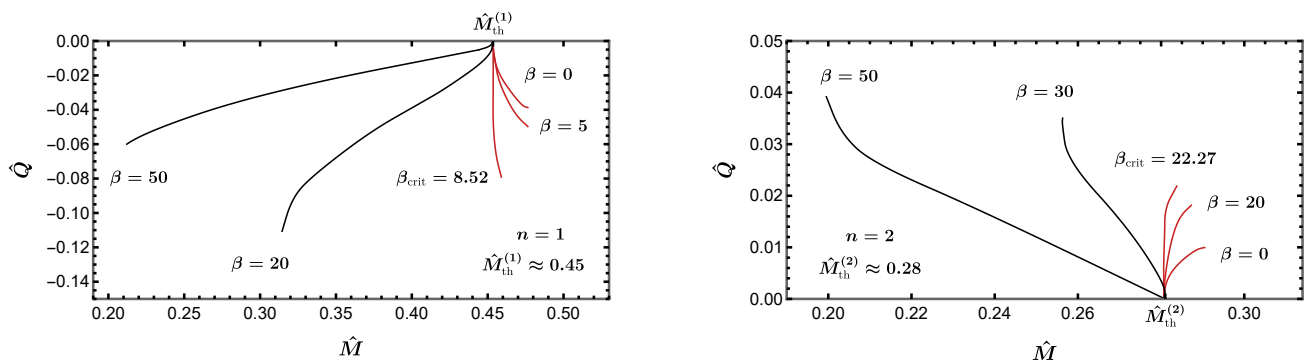 M̂_th^(1)
0.00
−0.02
−0.04
−0.06
−0.08
−0.10
−0.12
−0.14
Q̂
β = 0
β = 5
β = 50
β_crit = 8.52
β = 20
n = 1
M̂_th^(1) ≈ 0.45
0.20 0.25 0.30 0.35 0.40 0.45 0.50
M̂
0.05
0.04
0.03
0.02
0.01
0.00
Q̂
β = 50
β = 30
β_crit = 22.27
β = 20
n = 2
β = 0
M̂_th^(2) ≈ 0.28
0.20 0.22 0.24 0.26 M̂_th^(2) 0.30
M̂